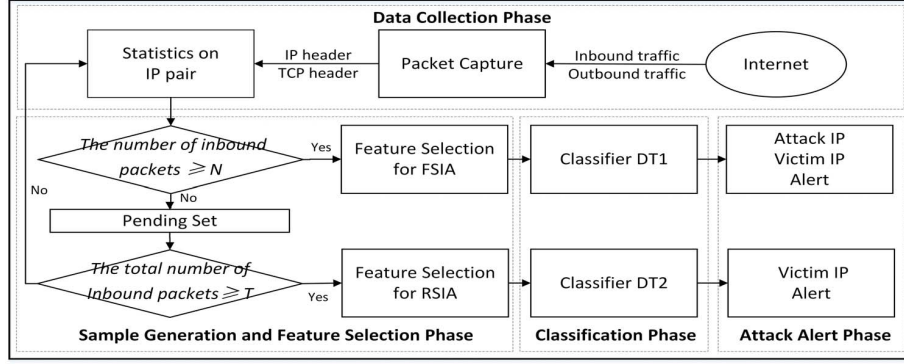 Data Collection Phase
Statistics on
IP pair
IP header
TCP header
Packet Capture
Inbound traffic
Outbound traffic
Internet
The number of inbound
packets ⩾ N
Yes
Feature Selection
for FSIA
Classifier DT1
Attack IP
Victim IP
Alert
No
No
Pending Set
The total number of
Inbound packets ⩾ T
Yes
Feature Selection
for RSIA
Classifier DT2
Victim IP
Alert
Sample Generation and Feature Selection Phase
Classification Phase
Attack Alert Phase